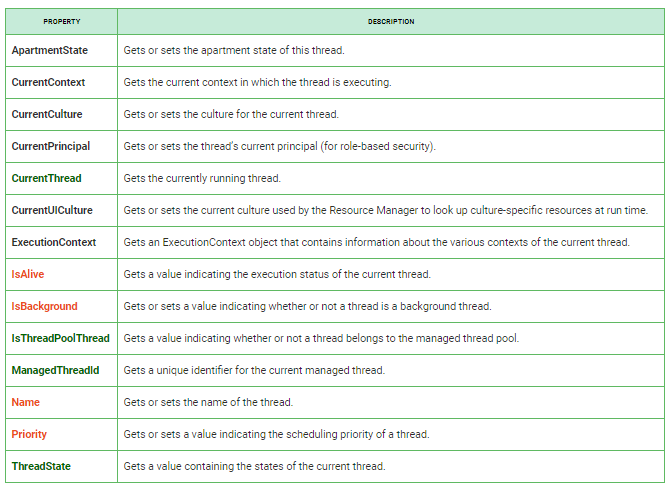 PROPERTY DESCRIPTION
ApartmentState Gets or sets the apartment state of this thread.
CurrentContext Gets the current context in which the thread is executing.
CurrentCulture Gets or sets the culture for the current thread.
CurrentPrincipal Gets or sets the thread's current principal (for role-based security).
CurrentThread Gets the currently running thread.
CurrentUICulture Gets or sets the current culture used by the Resource Manager to look up culture-specific resources at run time.
ExecutionContext Gets an ExecutionContext object that contains information about the various contexts of the current thread.
IsAlive Gets a value indicating the execution status of the current thread.
IsBackground Gets or sets a value indicating whether or not a thread is a background thread.
IsThreadPoolThread Gets a value indicating whether or not a thread belongs to the managed thread pool.
ManagedThreadId Gets a unique identifier for the current managed thread.
Name Gets or sets the name of the thread.
Priority Gets or sets a value indicating the scheduling priority of a thread.
ThreadState Gets a value containing the states of the current thread.